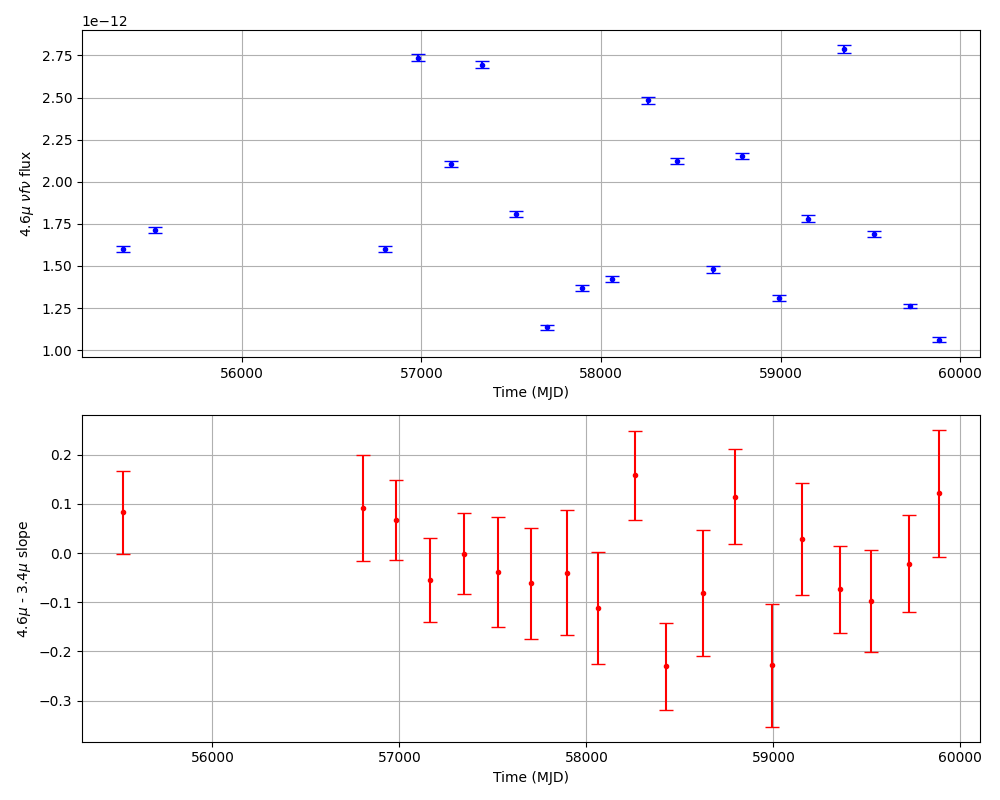 1e−12
2.75
2.50
2.25
2.00
1.75
1.50
1.25
1.00
4.6μ νfν flux
56000 57000 58000 59000 60000
Time (MJD)
0.2
0.1
0.0
−0.1
−0.2
−0.3
4.6μ - 3.4μ slope
56000 57000 58000 59000 60000
Time (MJD)